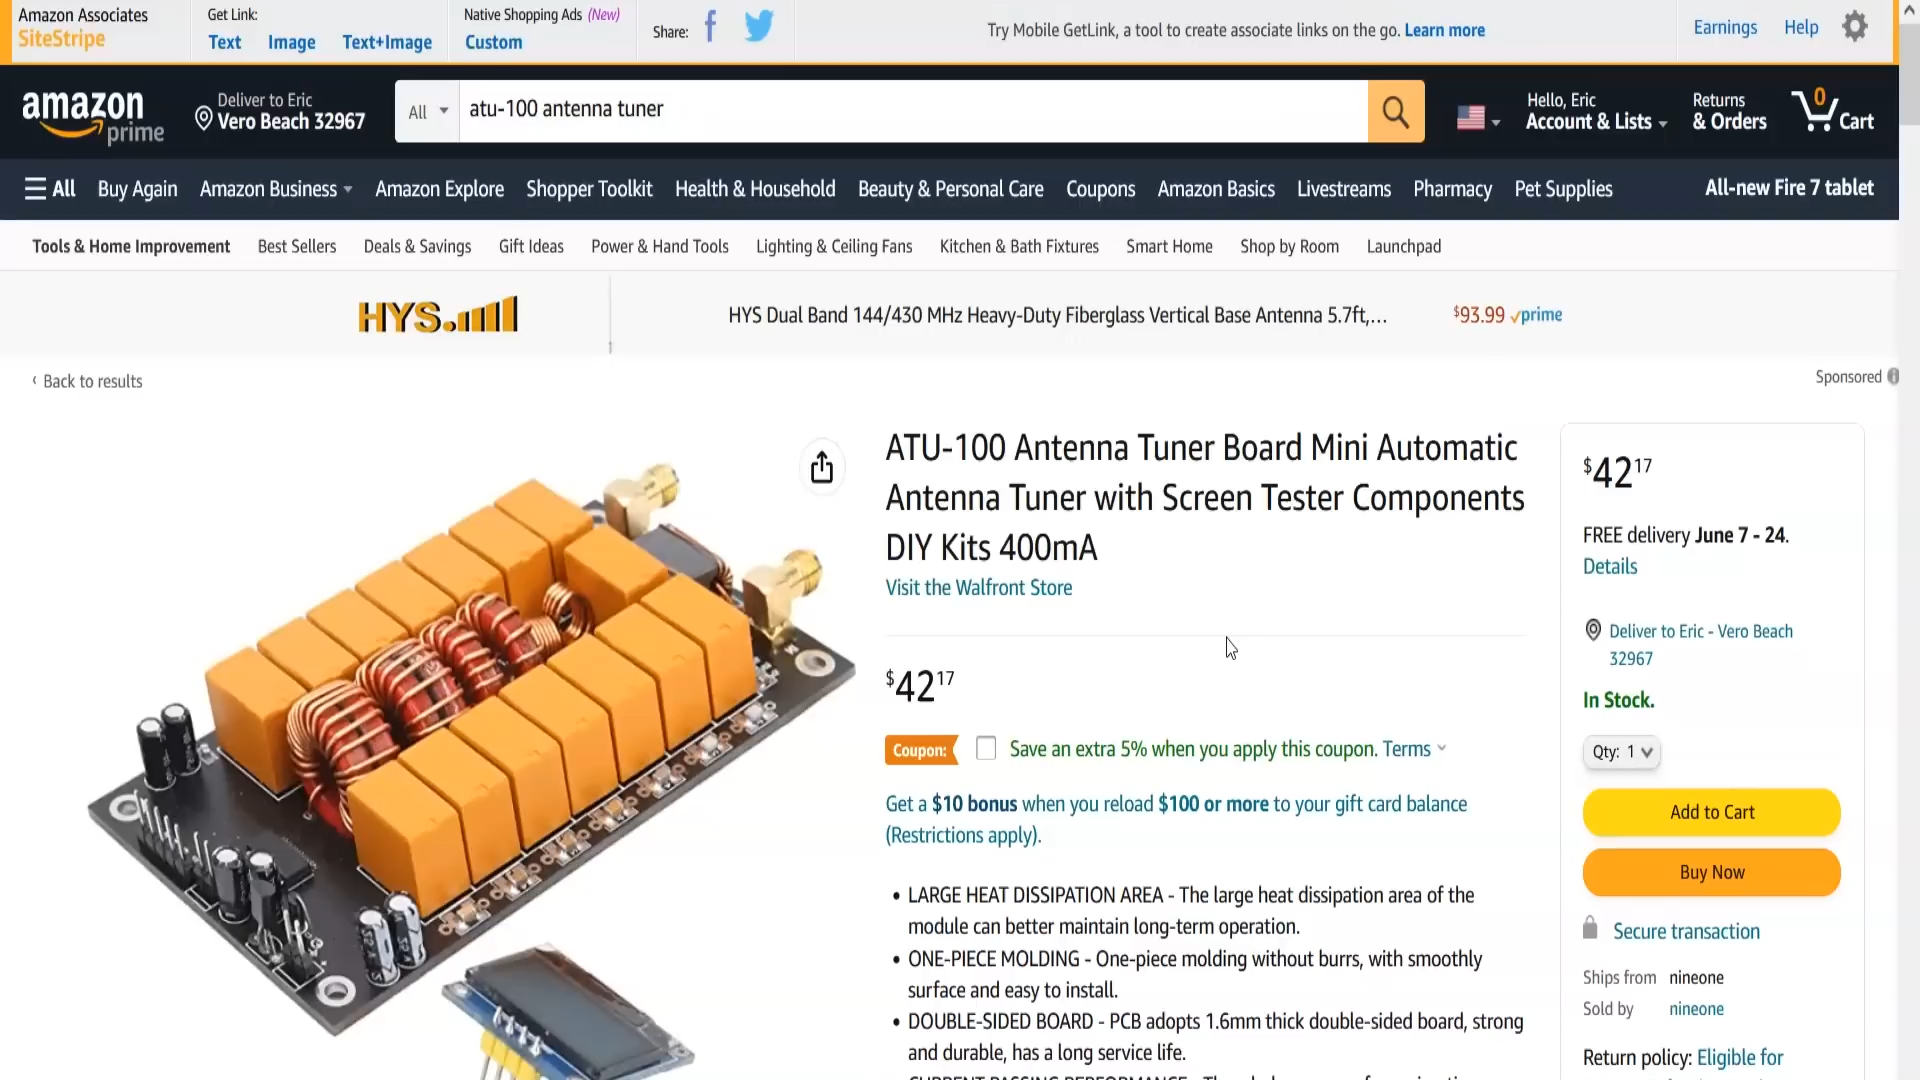 Amazon Associates
SiteStripe
Get Link:
Text Image Text+Image
Native Shopping Ads (New)
Custom
Share:
Try Mobile GetLink, a tool to create associate links on the go. Learn more
Earnings Help
amazon prime
Deliver to Eric
Vero Beach 32967
All
atu-100 antenna tuner
Hello, Eric
Account & Lists
Returns
& Orders
0
Cart
All Buy Again Amazon Business Amazon Explore Shopper Toolkit Health & Household Beauty & Personal Care Coupons Amazon Basics Livestreams Pharmacy Pet Supplies All-new Fire 7 tablet
Tools & Home Improvement Best Sellers Deals & Savings Gift Ideas Power & Hand Tools Lighting & Ceiling Fans Kitchen & Bath Fixtures Smart Home Shop by Room Launchpad
HYS
HYS Dual Band 144/430 MHz Heavy-Duty Fiberglass Vertical Base Antenna 5.7ft,... $93.99 prime
‹ Back to results
Sponsored
ATU-100 Antenna Tuner Board Mini Automatic
Antenna Tuner with Screen Tester Components
DIY Kits 400mA
Visit the Walfront Store
$42 17
Coupon: Save an extra 5% when you apply this coupon. Terms
Get a $10 bonus when you reload $100 or more to your gift card balance
(Restrictions apply).
• LARGE HEAT DISSIPATION AREA - The large heat dissipation area of the
module can better maintain long-term operation.
• ONE-PIECE MOLDING - One-piece molding without burrs, with smoothly
surface and easy to install.
• DOUBLE-SIDED BOARD - PCB adopts 1.6mm thick double-sided board, strong
and durable, has a long service life.
$42 17
FREE delivery June 7 - 24.
Details
Deliver to Eric - Vero Beach
32967
In Stock.
Qty: 1
Add to Cart
Buy Now
Secure transaction
Ships from nineone
Sold by nineone
Return policy: Eligible for